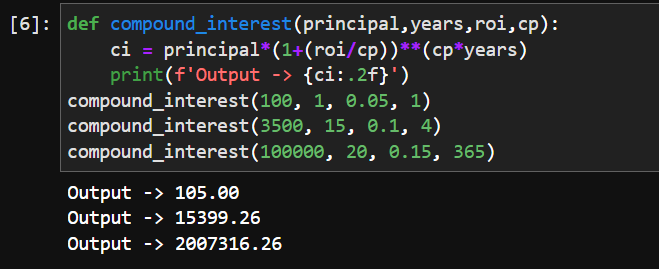 [6]: def compound_interest(principal,years,roi,cp):
    ci = principal*(1+(roi/cp))**(cp*years)
    print(f'Output -> {ci:.2f}')
compound_interest(100, 1, 0.05, 1)
compound_interest(3500, 15, 0.1, 4)
compound_interest(100000, 20, 0.15, 365)
Output -> 105.00
Output -> 15399.26
Output -> 2007316.26